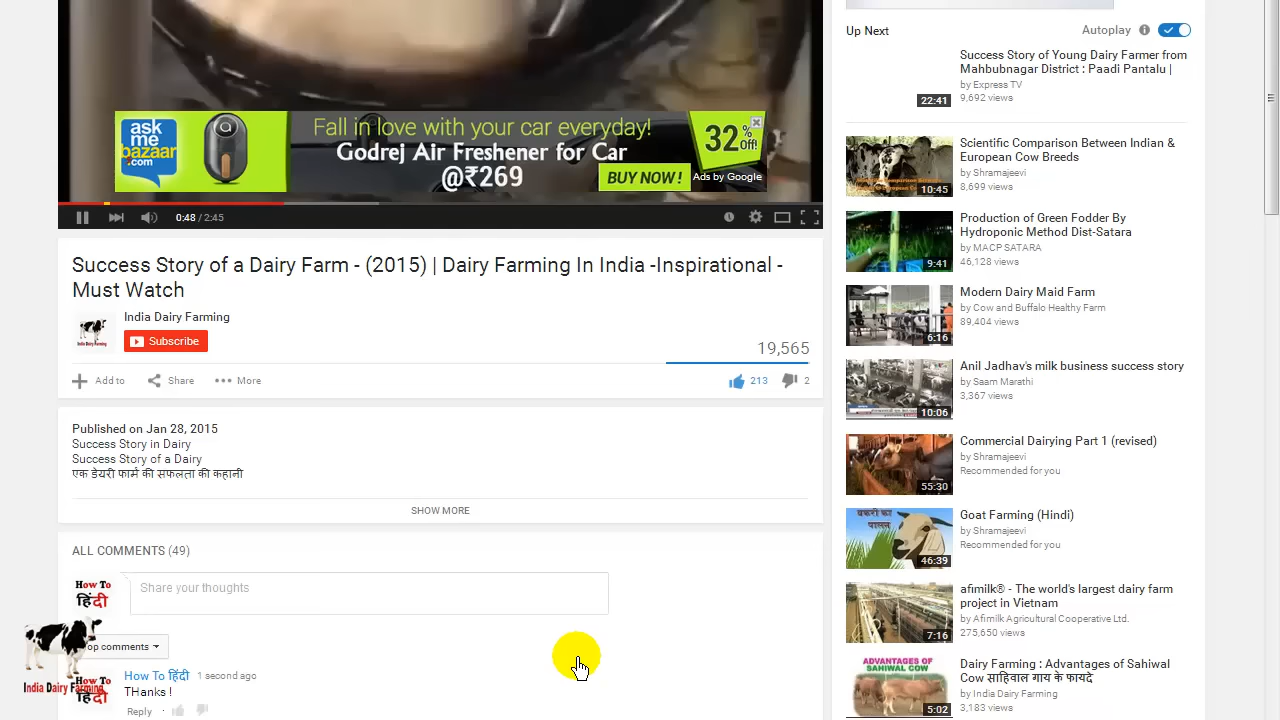 ask
me
bazaar
.com
Fall in love with your car everyday!
Godrej Air Freshener for Car
@₹269
32% Off!
BUY NOW!
Ads by Google
0:48 / 2:45
Success Story of a Dairy Farm - (2015) | Dairy Farming In India -Inspirational -
Must Watch
India Dairy Farming
Subscribe
19,565
Add to
Share
More
213
2
Published on Jan 28, 2015
Success Story in Dairy
Success Story of a Dairy
एक डेयरी फार्म की सफलता की कहानी
SHOW MORE
ALL COMMENTS (49)
How To
हिंदी
Share your thoughts
op comments
How To हिंदी 1 second ago
Thanks !
Reply
How To
हिंदी
India Dairy Farming
Up Next
Autoplay
Success Story of Young Dairy Farmer from
Mahbubnagar District : Paadi Pantalu |
by Express TV
9,692 views
22:41
Scientific Comparison Between Indian &
European Cow Breeds
by Shramajeevi
8,699 views
10:45
Production of Green Fodder By
Hydroponic Method Dist-Satara
by MACP SATARA
46,128 views
9:41
Modern Dairy Maid Farm
by Cow and Buffalo Healthy Farm
89,404 views
6:16
Anil Jadhav's milk business success story
by Saam Marathi
3,367 views
10:06
Commercial Dairying Part 1 (revised)
by Shramajeevi
Recommended for you
55:30
Goat Farming (Hindi)
by Shramajeevi
Recommended for you
बकरी का
पालन
46:39
afimilk® - The world's largest dairy farm
project in Vietnam
by Afimilk Agricultural Cooperative Ltd.
275,650 views
7:16
Dairy Farming : Advantages of Sahiwal
Cow साहिवाल गाय के फायदे
by India Dairy Farming
3,183 views
ADVANTAGES OF
SAHIWAL COW
5:02